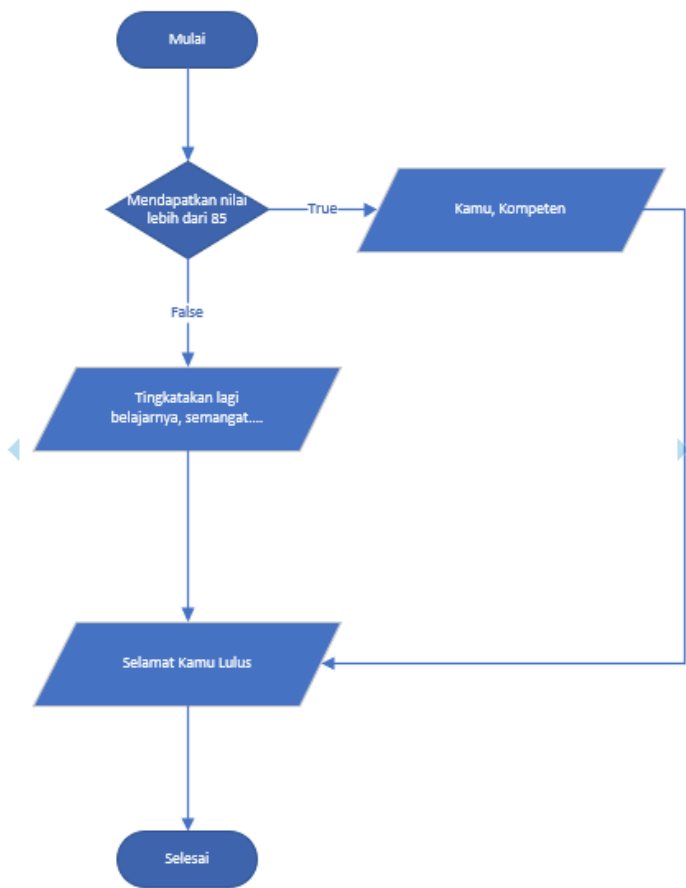 Mulai
Mendapatkan nilai
lebih dari 85
True
Kamu, Kompeten
False
Tingkatakan lagi
belajarnya, semangat....
Selamat Kamu Lulus
Selesai